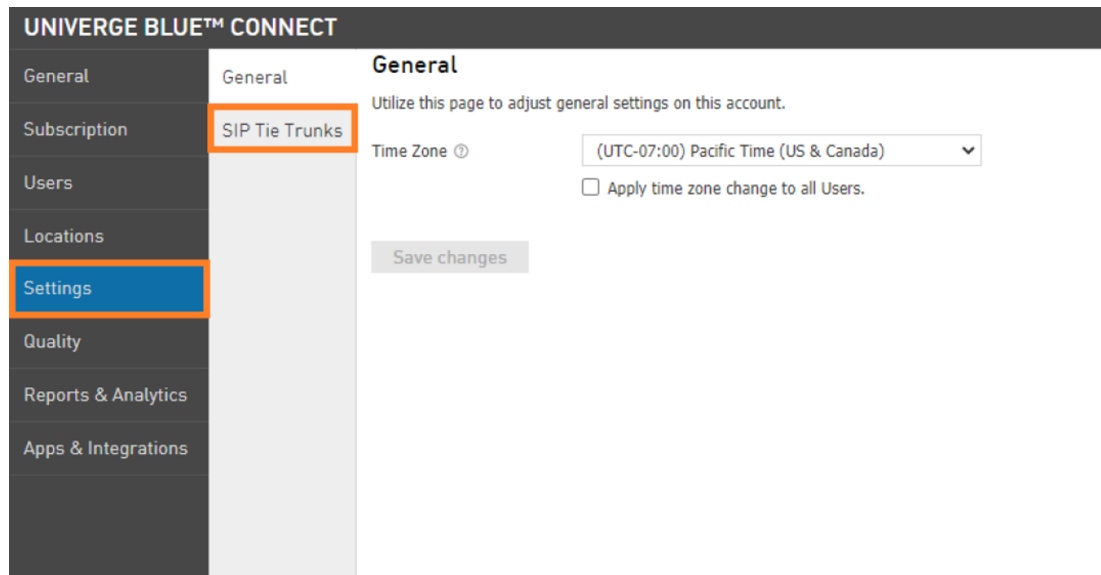 UNIVERGE BLUE™ CONNECT
General
Subscription
Users
Locations
Settings
Quality
Reports & Analytics
Apps & Integrations
General
SIP Tie Trunks
General
Utilize this page to adjust general settings on this account.
Time Zone ? (UTC-07:00) Pacific Time (US & Canada)
Apply time zone change to all Users.
Save changes